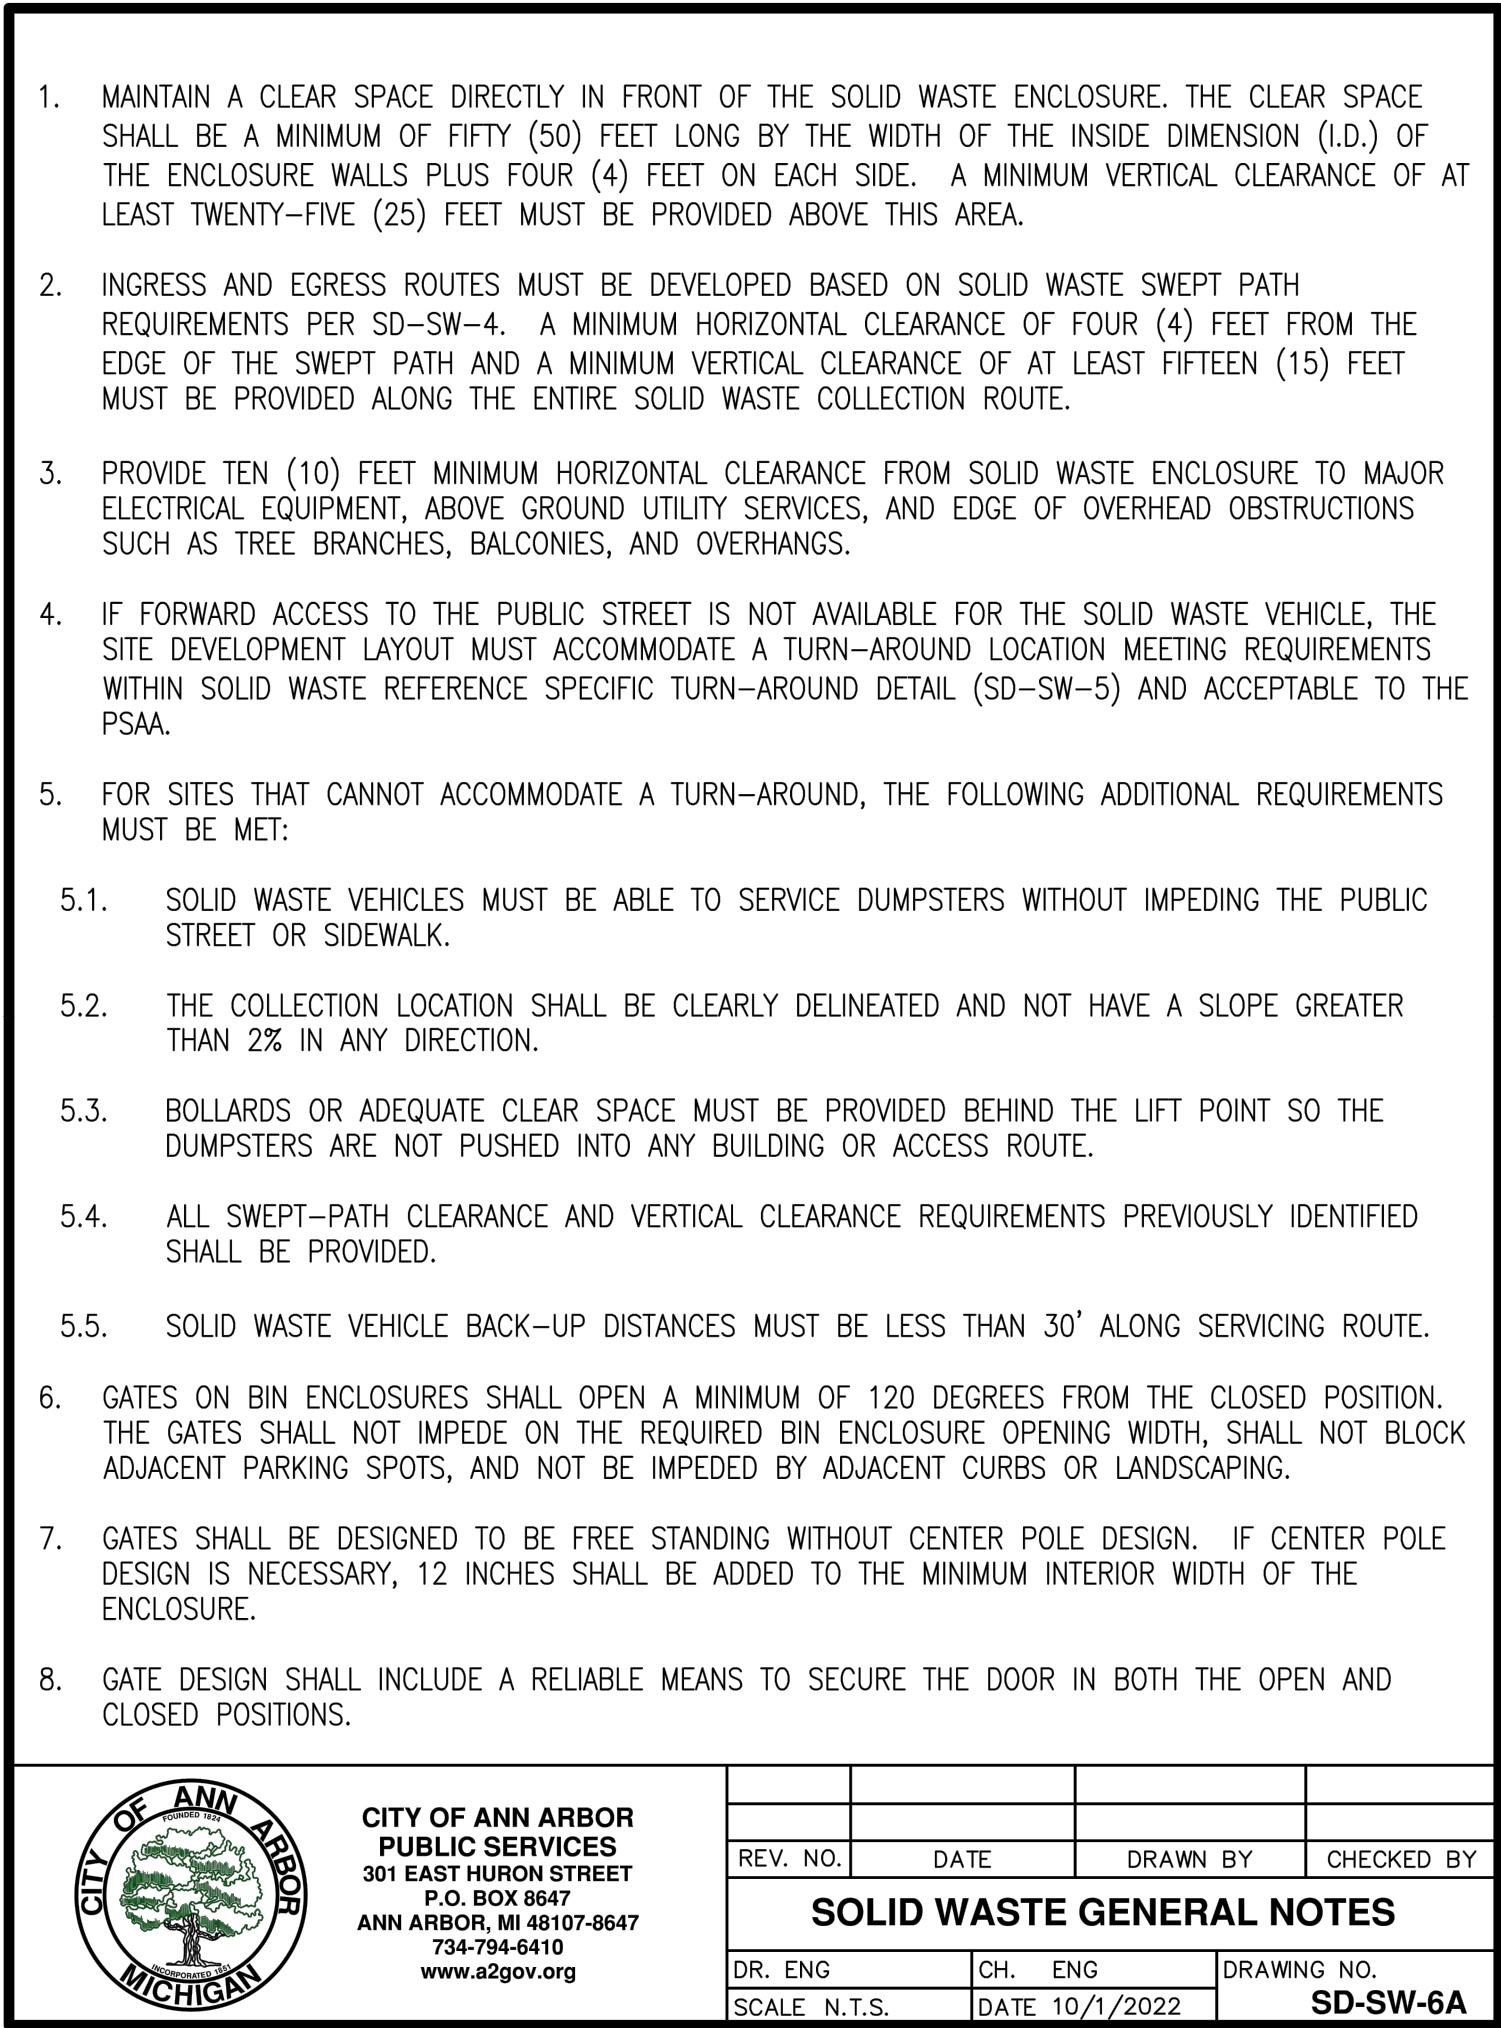 1. MAINTAIN A CLEAR SPACE DIRECTLY IN FRONT OF THE SOLID WASTE ENCLOSURE. THE CLEAR SPACE
SHALL BE A MINIMUM OF FIFTY (50) FEET LONG BY THE WIDTH OF THE INSIDE DIMENSION (I.D.) OF
THE ENCLOSURE WALLS PLUS FOUR (4) FEET ON EACH SIDE. A MINIMUM VERTICAL CLEARANCE OF AT
LEAST TWENTY-FIVE (25) FEET MUST BE PROVIDED ABOVE THIS AREA.
2. INGRESS AND EGRESS ROUTES MUST BE DEVELOPED BASED ON SOLID WASTE SWEPT PATH
REQUIREMENTS PER SD-SW-4. A MINIMUM HORIZONTAL CLEARANCE OF FOUR (4) FEET FROM THE
EDGE OF THE SWEPT PATH AND A MINIMUM VERTICAL CLEARANCE OF AT LEAST FIFTEEN (15) FEET
MUST BE PROVIDED ALONG THE ENTIRE SOLID WASTE COLLECTION ROUTE.
3. PROVIDE TEN (10) FEET MINIMUM HORIZONTAL CLEARANCE FROM SOLID WASTE ENCLOSURE TO MAJOR
ELECTRICAL EQUIPMENT, ABOVE GROUND UTILITY SERVICES, AND EDGE OF OVERHEAD OBSTRUCTIONS
SUCH AS TREE BRANCHES, BALCONIES, AND OVERHANGS.
4. IF FORWARD ACCESS TO THE PUBLIC STREET IS NOT AVAILABLE FOR THE SOLID WASTE VEHICLE, THE
SITE DEVELOPMENT LAYOUT MUST ACCOMMODATE A TURN-AROUND LOCATION MEETING REQUIREMENTS
WITHIN SOLID WASTE REFERENCE SPECIFIC TURN-AROUND DETAIL (SD-SW-5) AND ACCEPTABLE TO THE
PSAA.
5. FOR SITES THAT CANNOT ACCOMMODATE A TURN-AROUND, THE FOLLOWING ADDITIONAL REQUIREMENTS
MUST BE MET:
5.1. SOLID WASTE VEHICLES MUST BE ABLE TO SERVICE DUMPSTERS WITHOUT IMPEDING THE PUBLIC
STREET OR SIDEWALK.
5.2. THE COLLECTION LOCATION SHALL BE CLEARLY DELINEATED AND NOT HAVE A SLOPE GREATER
THAN 2% IN ANY DIRECTION.
5.3. BOLLARDS OR ADEQUATE CLEAR SPACE MUST BE PROVIDED BEHIND THE LIFT POINT SO THE
DUMPSTERS ARE NOT PUSHED INTO ANY BUILDING OR ACCESS ROUTE.
5.4. ALL SWEPT-PATH CLEARANCE AND VERTICAL CLEARANCE REQUIREMENTS PREVIOUSLY IDENTIFIED
SHALL BE PROVIDED.
5.5. SOLID WASTE VEHICLE BACK-UP DISTANCES MUST BE LESS THAN 30' ALONG SERVICING ROUTE.
6. GATES ON BIN ENCLOSURES SHALL OPEN A MINIMUM OF 120 DEGREES FROM THE CLOSED POSITION.
THE GATES SHALL NOT IMPEDE ON THE REQUIRED BIN ENCLOSURE OPENING WIDTH, SHALL NOT BLOCK
ADJACENT PARKING SPOTS, AND NOT BE IMPEDED BY ADJACENT CURBS OR LANDSCAPING.
7. GATES SHALL BE DESIGNED TO BE FREE STANDING WITHOUT CENTER POLE DESIGN. IF CENTER POLE
DESIGN IS NECESSARY, 12 INCHES SHALL BE ADDED TO THE MINIMUM INTERIOR WIDTH OF THE
ENCLOSURE.
8. GATE DESIGN SHALL INCLUDE A RELIABLE MEANS TO SECURE THE DOOR IN BOTH THE OPEN AND
CLOSED POSITIONS.
CITY OF ANN ARBOR
FOUNDED 1824
INCORPORATED 1851
MICHIGAN
CITY OF ANN ARBOR
PUBLIC SERVICES
301 EAST HURON STREET
P.O. BOX 8647
ANN ARBOR, MI 48107-8647
734-794-6410
www.a2gov.org
REV. NO. DATE DRAWN BY CHECKED BY
SOLID WASTE GENERAL NOTES
DR. ENG CH. ENG DRAWING NO.
SCALE N.T.S. DATE 10/1/2022 SD-SW-6A